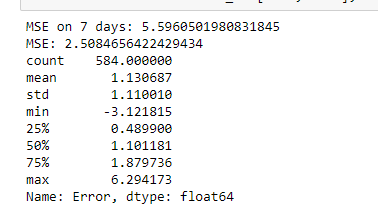 MSE on 7 days: 5.5960501980831845
MSE: 2.5084656422429434
count 584.000000
mean 1.130687
std 1.110010
min -3.121815
25% 0.489900
50% 1.101181
75% 1.879736
max 6.294173
Name: Error, dtype: float64